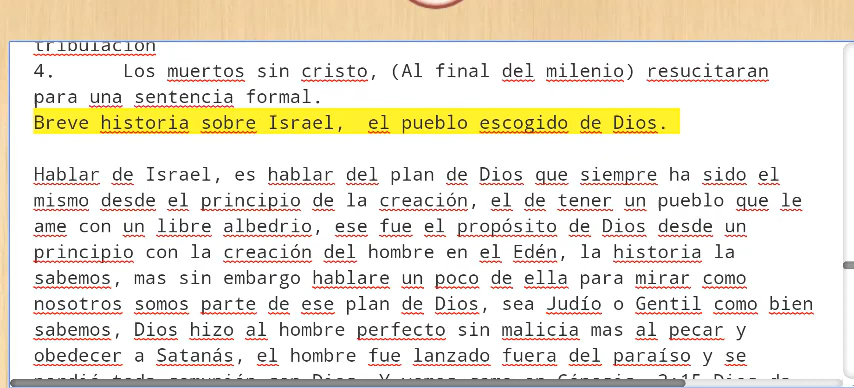 tribulación
4. Los muertos sin cristo, (Al final del milenio) resucitaran
para una sentencia formal.
Breve historia sobre Israel, el pueblo escogido de Dios.
Hablar de Israel, es hablar del plan de Dios que siempre ha sido el
mismo desde el principio de la creación, el de tener un pueblo que le
ame con un libre albedrio, ese fue el propósito de Dios desde un
principio con la creación del hombre en el Edén, la historia la
sabemos, mas sin embargo hablare un poco de ella para mirar como
nosotros somos parte de ese plan de Dios, sea Judío o Gentil como bien
sabemos, Dios hizo al hombre perfecto sin malicia mas al pecar y
obedecer a Satanás, el hombre fue lanzado fuera del paraíso y se